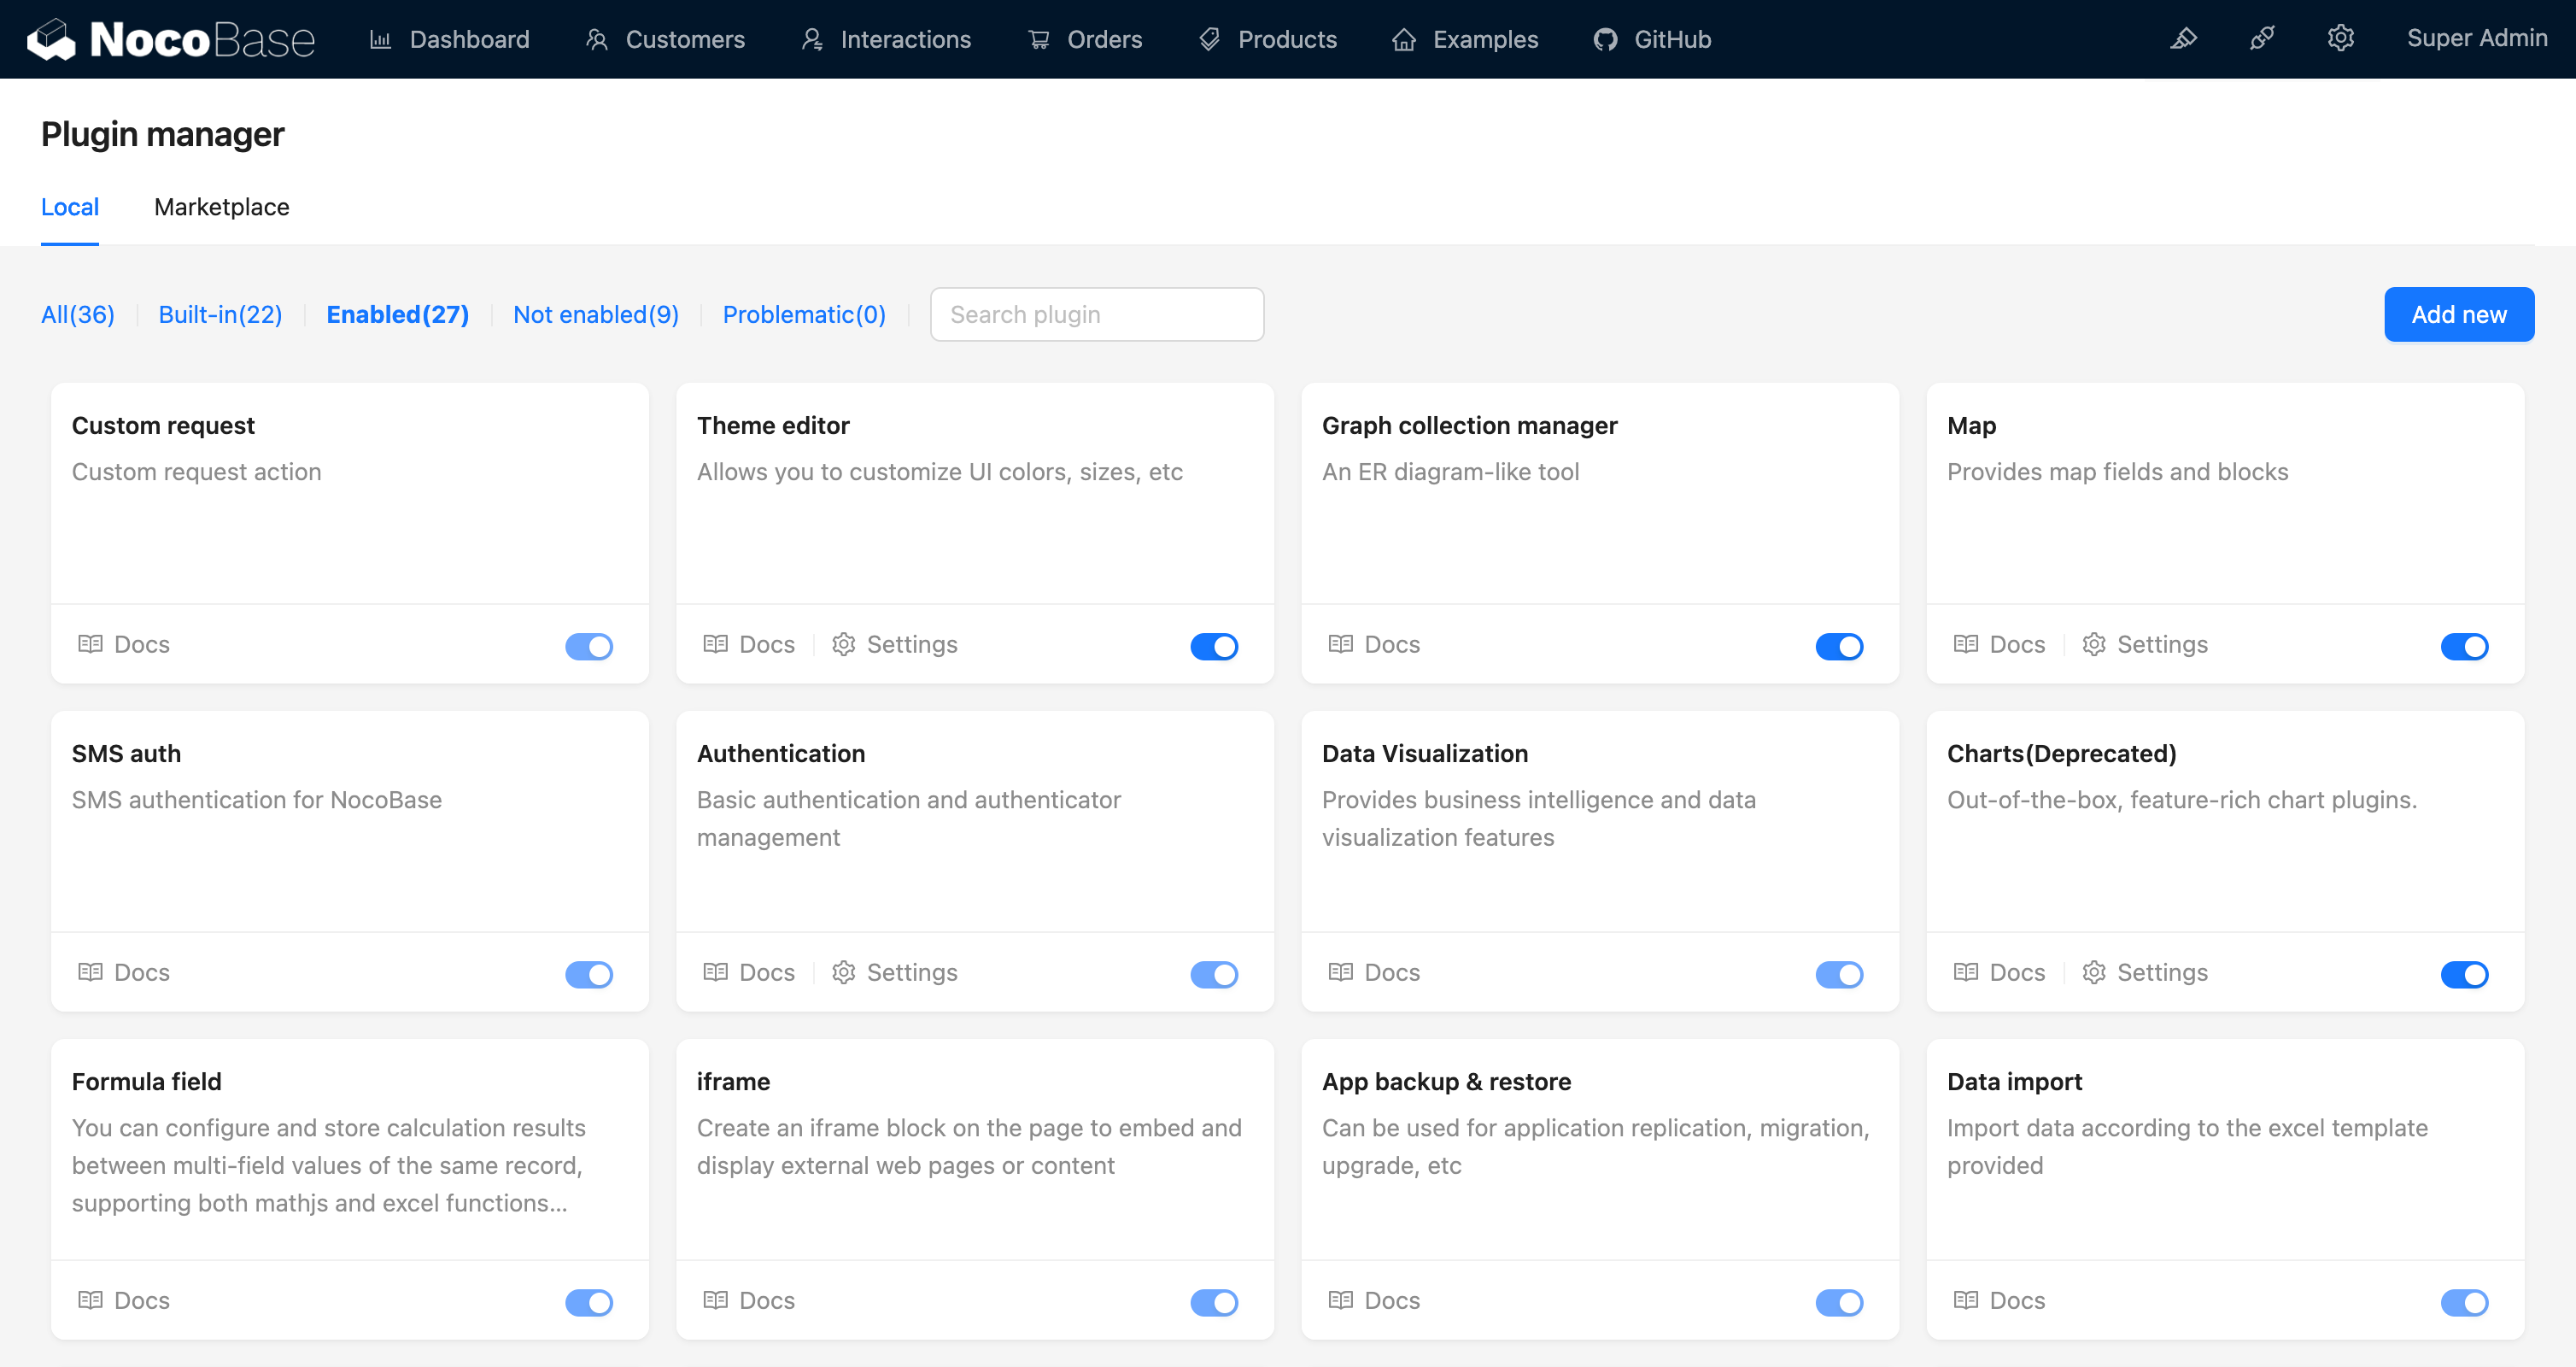 NocoBase Dashboard Customers Interactions Orders Products Examples GitHub Super Admin
Plugin manager
Local Marketplace
All(36) Built-in(22) Enabled(27) Not enabled(9) Problematic(0) Search plugin Add new
Custom request
Custom request action
Docs
Theme editor
Allows you to customize UI colors, sizes, etc
Docs Settings
Graph collection manager
An ER diagram-like tool
Docs
Map
Provides map fields and blocks
Docs Settings
SMS auth
SMS authentication for NocoBase
Docs
Authentication
Basic authentication and authenticator
management
Docs Settings
Data Visualization
Provides business intelligence and data
visualization features
Docs
Charts(Deprecated)
Out-of-the-box, feature-rich chart plugins.
Docs Settings
Formula field
You can configure and store calculation results
between multi-field values of the same record,
supporting both mathjs and excel functions...
Docs
iframe
Create an iframe block on the page to embed and
display external web pages or content
Docs
App backup & restore
Can be used for application replication, migration,
upgrade, etc
Docs
Data import
Import data according to the excel template
provided
Docs